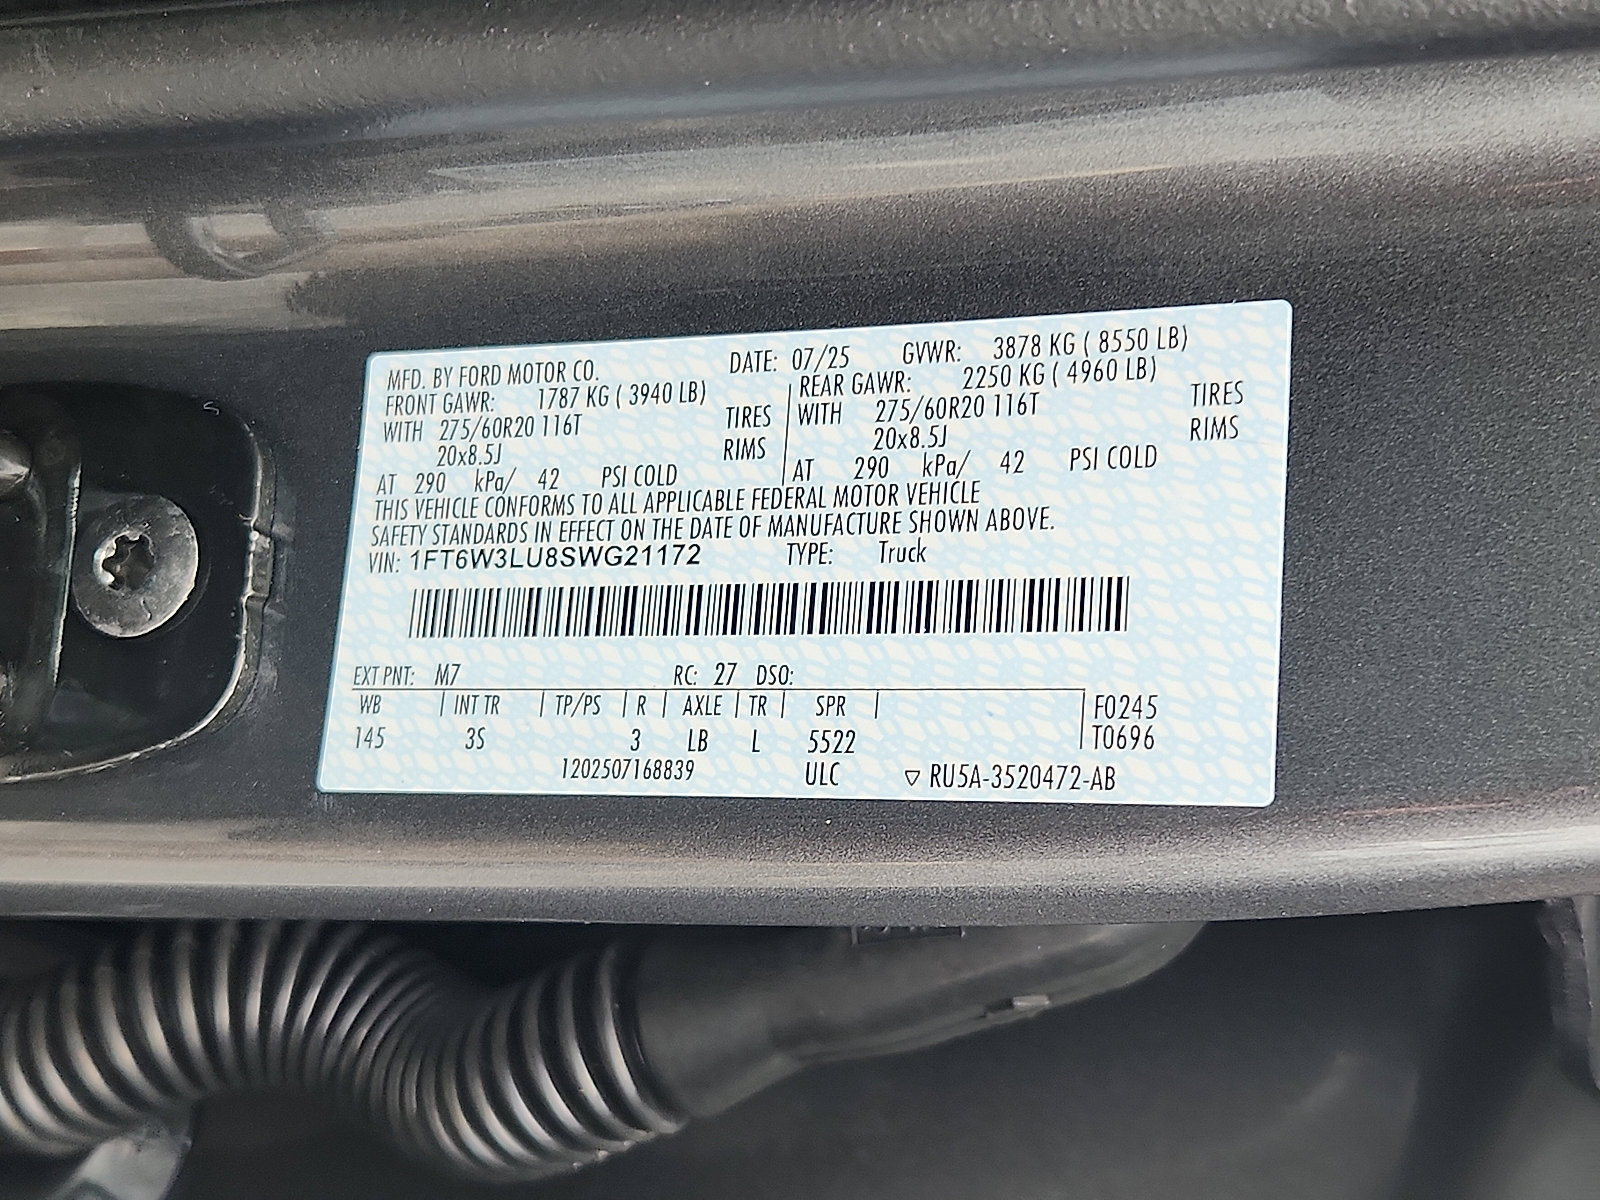 MFD. BY FORD MOTOR CO. DATE: 07/25 GVWR: 3878 KG ( 8550 LB)
FRONT GAWR: 1787 KG ( 3940 LB) REAR GAWR: 2250 KG ( 4960 LB)
WITH 275/60R20 116T TIRES WITH 275/60R20 116T TIRES
20x8.5J RIMS 20x8.5J RIMS
AT 290 kPa/ 42 PSI COLD AT 290 kPa/ 42 PSI COLD
THIS VEHICLE CONFORMS TO ALL APPLICABLE FEDERAL MOTOR VEHICLE
SAFETY STANDARDS IN EFFECT ON THE DATE OF MANUFACTURE SHOWN ABOVE.
VIN: 1FT6W3LU8SWG21172 TYPE: Truck
EXT PNT: M7 RC: 27 DSO:
WB | INT TR | TP/PS | R | AXLE | TR | SPR | F0245
145 3S 3 LB L 5522 T0696
1202507168839 ULC ▽ RU5A-3520472-AB